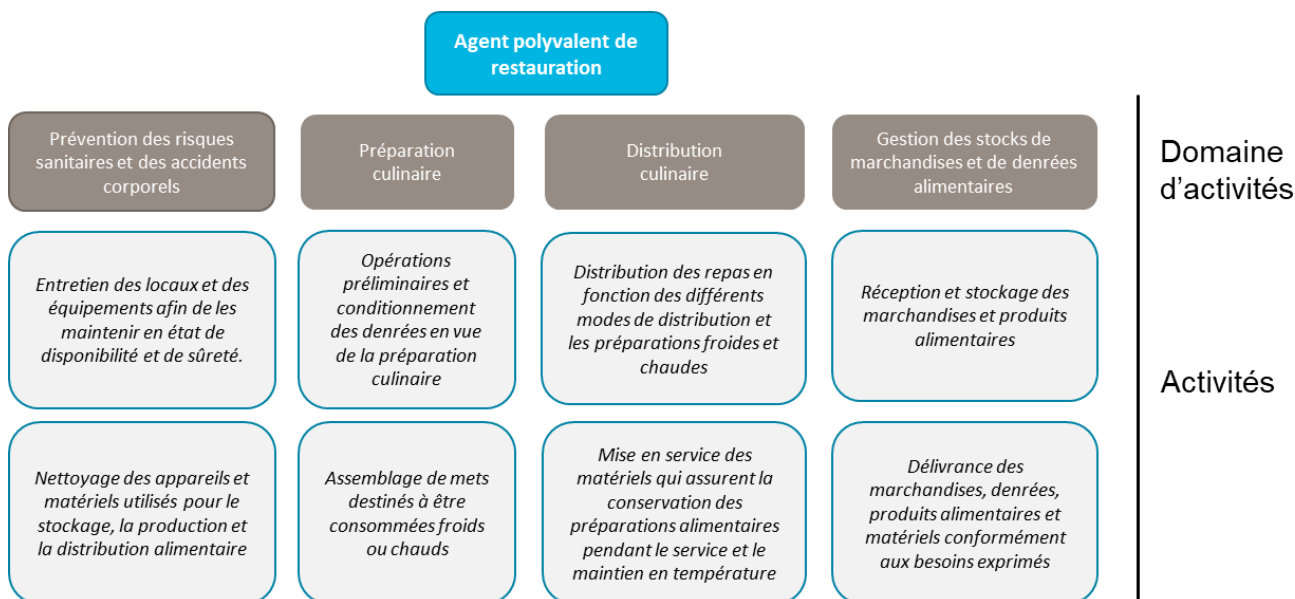 Agent polyvalent de
restauration
Prévention des risques
sanitaires et des accidents
corporels
Préparation
culinaire
Distribution
culinaire
Gestion des stocks de
marchandises et de denrées
alimentaires
Domaine
d’activités
Entretien des locaux et des
équipements afin de les
maintenir en état de
disponibilité et de sûreté.
Opérations
préliminaires et
conditionnement
des denrées en vue
de la préparation
culinaire
Distribution des repas en
fonction des différents
modes de distribution et
les préparations froides et
chaudes
Réception et stockage des
marchandises et produits
alimentaires
Activités
Nettoyage des appareils et
matériels utilisés pour le
stockage, la production et
la distribution alimentaire
Assemblage de mets
destinés à être
consommées froids
ou chauds
Mise en service des
matériels qui assurent la
conservation des
préparations alimentaires
pendant le service et le
maintien en température
Délivrance des
marchandises, denrées,
produits alimentaires et
matériels conformément
aux besoins exprimés